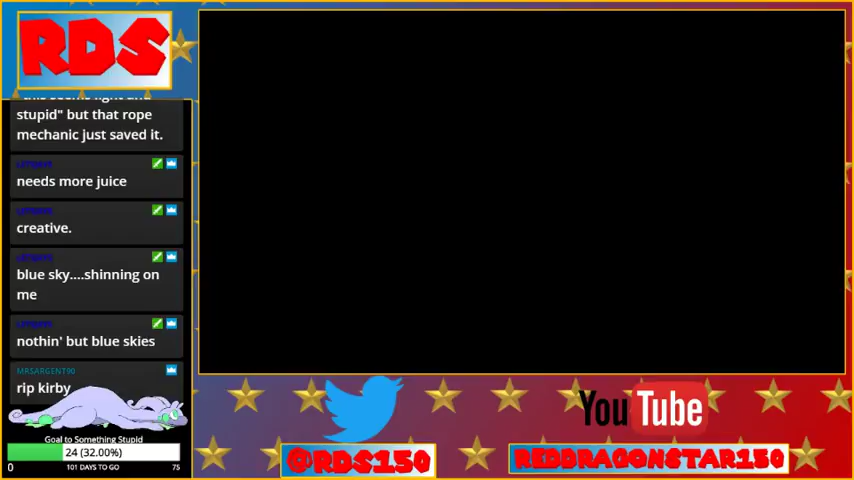 RDS
stupid" but that rope
mechanic just saved it.
needs more juice
creative.
blue sky....shinning on
me
nothin' but blue skies
MRSARGENT90
rip kirby
Goal to Something Stupid
24 (32.00%)
0
101 DAYS TO GO
75
YouTube
@RDS150
REDDRAGONSTAR150